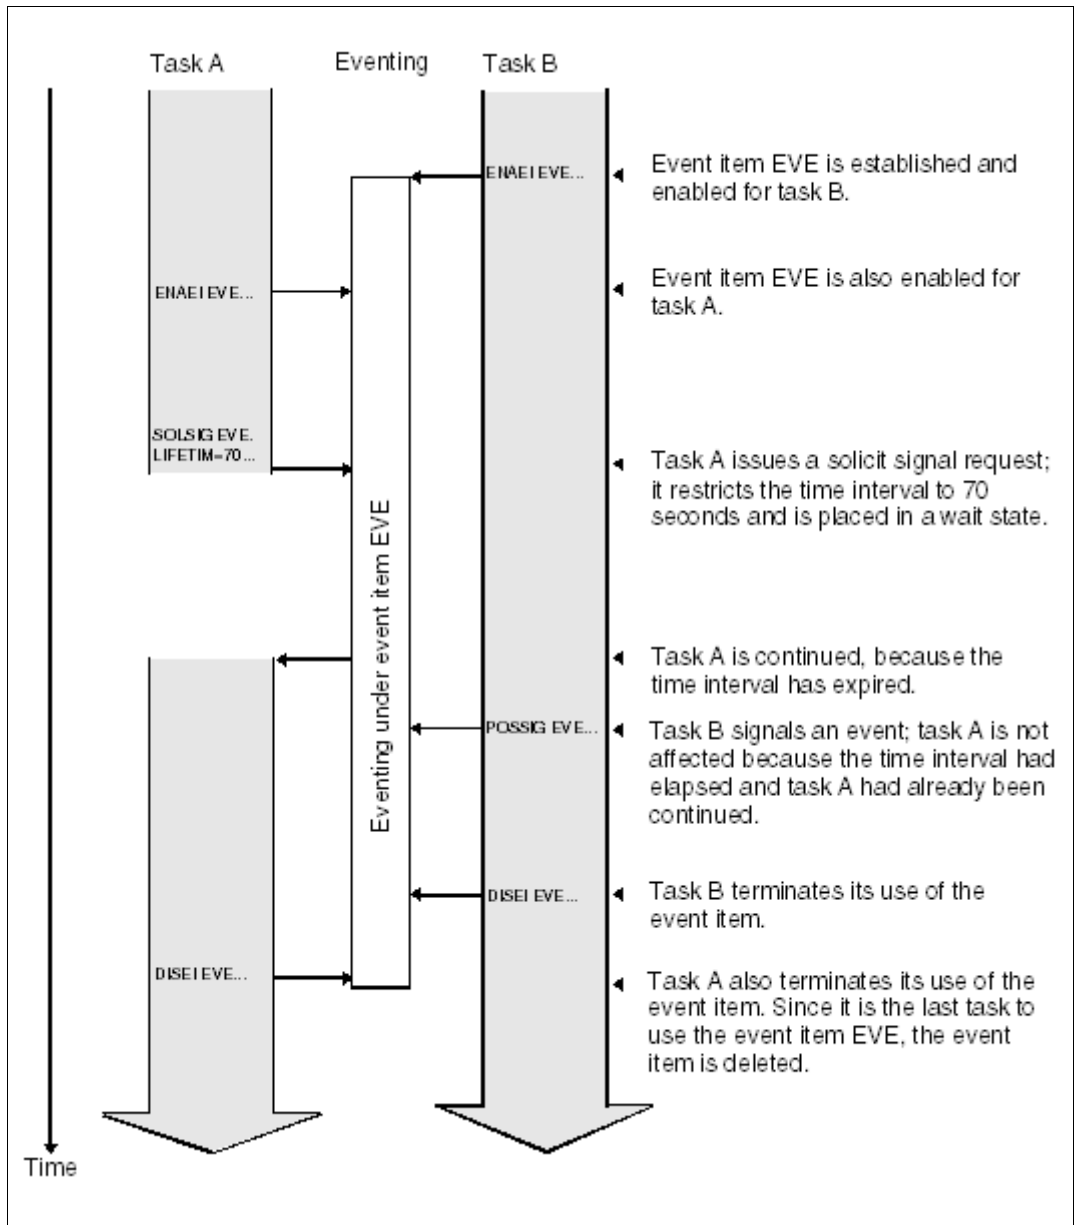 Task A
Eventing
Task B
ENAEI EVE...
Event item EVE is established and
enabled for task B.
ENAEI EVE...
Event item EVE is also enabled for
task A.
SOLSIG EVE.
LIFETIM=70...
Task A issues a solicit signal request;
it restricts the time interval to 70
seconds and is placed in a wait state.
Eventing under event item EVE
Task A is continued, because the
time interval has expired.
POSSIG EVE...
Task B signals an event; task A is not
affected because the time interval had
elapsed and task A had already been
continued.
DISEI EVE...
Task B terminates its use of the
event item.
DISEI EVE...
Task A also terminates its use of the
event item. Since it is the last task to
use the event item EVE, the event
item is deleted.
Time